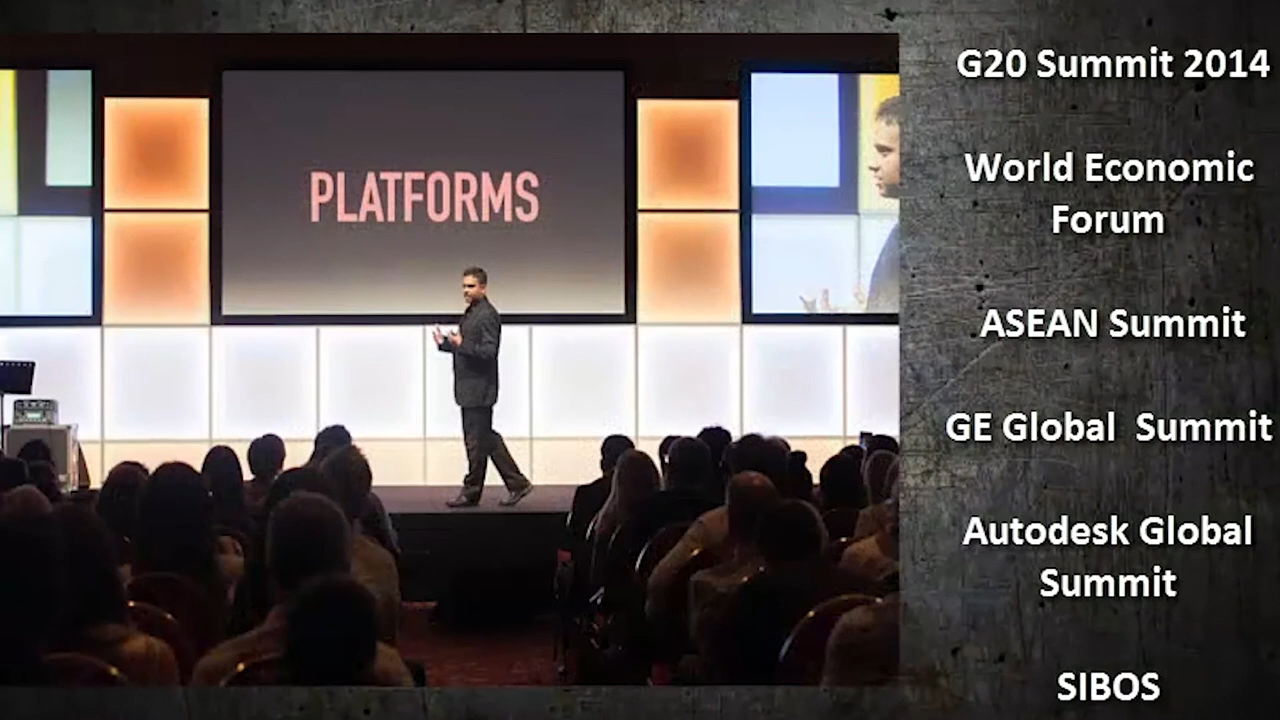 PLATFORMS
G20 Summit 2014
World Economic
Forum
ASEAN Summit
GE Global  Summit
Autodesk Global
Summit
SIBOS